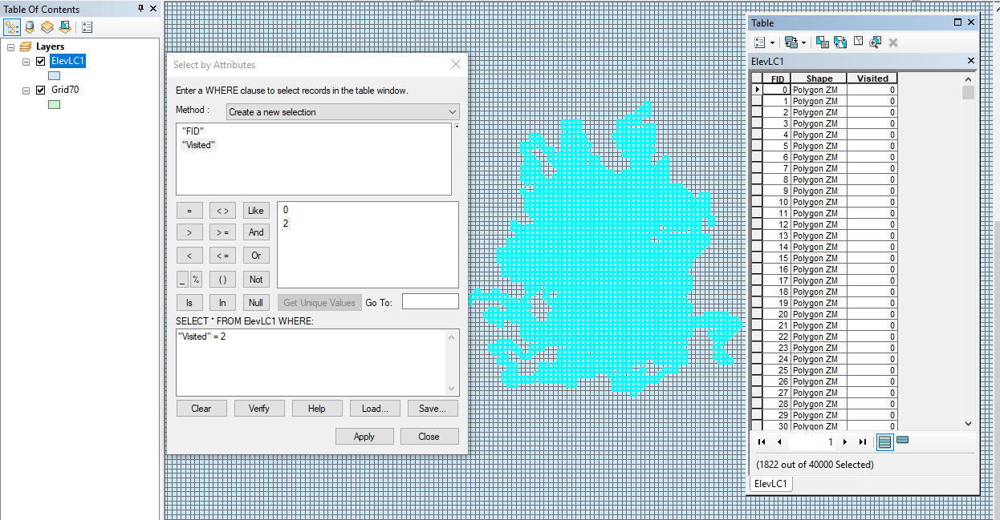 Table Of Contents
Layers
ElevLC1
Grid70
Select by Attributes
Enter a WHERE clause to select records in the table window.
Method :
Create a new selection
"FID"
"Visited"
=
< >
Like
0
2
>
> =
And
<
< =
Or
_
%
( )
Not
Is
In
Null
Get Unique Values
Go To:
SELECT * FROM ElevLC1 WHERE:
"Visited" = 2
Clear
Verify
Help
Load...
Save...
Apply
Close
Table
ElevLC1
FID Shape Visited
0 Polygon ZM 0
1 Polygon ZM 0
2 Polygon ZM 0
3 Polygon ZM 0
4 Polygon ZM 0
5 Polygon ZM 0
6 Polygon ZM 0
7 Polygon ZM 0
8 Polygon ZM 0
9 Polygon ZM 0
10 Polygon ZM 0
11 Polygon ZM 0
12 Polygon ZM 0
13 Polygon ZM 0
14 Polygon ZM 0
15 Polygon ZM 0
16 Polygon ZM 0
17 Polygon ZM 0
18 Polygon ZM 0
19 Polygon ZM 0
20 Polygon ZM 0
21 Polygon ZM 0
22 Polygon ZM 0
23 Polygon ZM 0
24 Polygon ZM 0
25 Polygon ZM 0
26 Polygon ZM 0
27 Polygon ZM 0
28 Polygon ZM 0
29 Polygon ZM 0
30 Polygon ZM 0
1
(1822 out of 40000 Selected)
ElevLC1